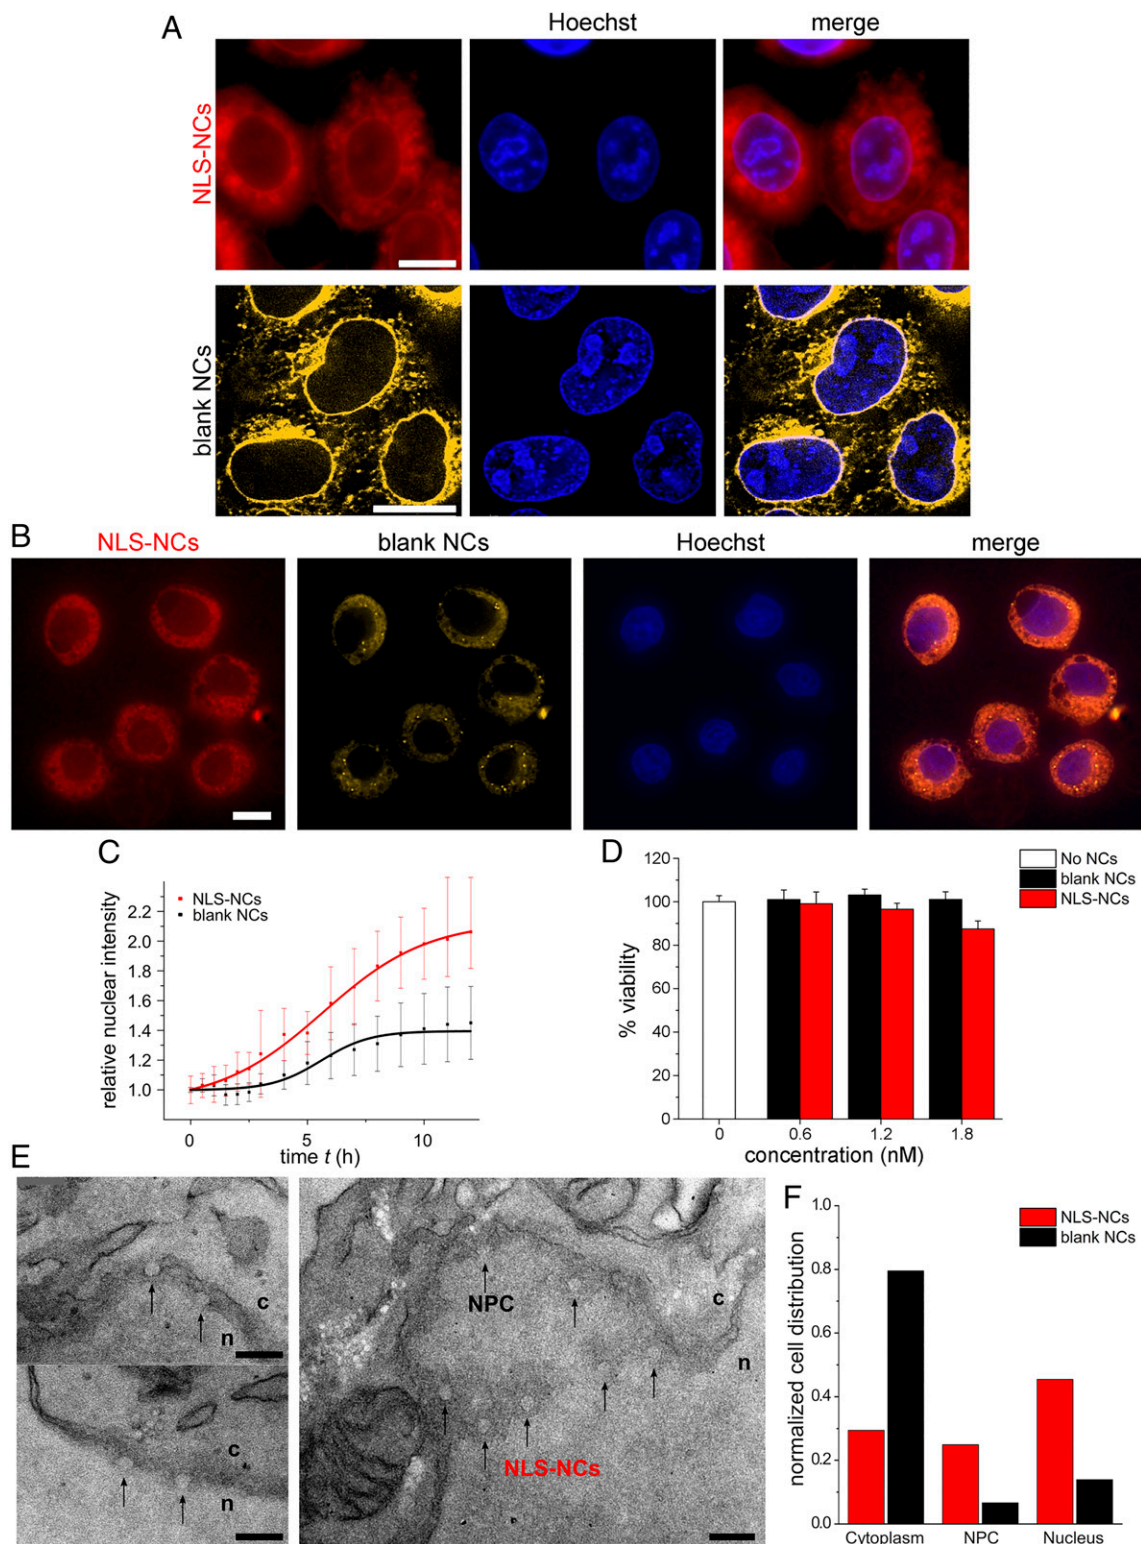 A
Hoechst
merge
NLS-NCs
blank NCs
B
NLS-NCs
blank NCs
Hoechst
merge
C
relative nuclear intensity
2.2
2.0
1.8
1.6
1.4
1.2
1.0
NLS-NCs
blank NCs
0
5
10
time t (h)
D
% viability
120
100
80
60
40
20
0
No NCs
blank NCs
NLS-NCs
0
0.6
1.2
1.8
concentration (nM)
E
c
n
c
n
NPC
c
n
NLS-NCs
F
normalized cell distribution
1.0
0.8
0.6
0.4
0.2
0.0
NLS-NCs
blank NCs
Cytoplasm
NPC
Nucleus